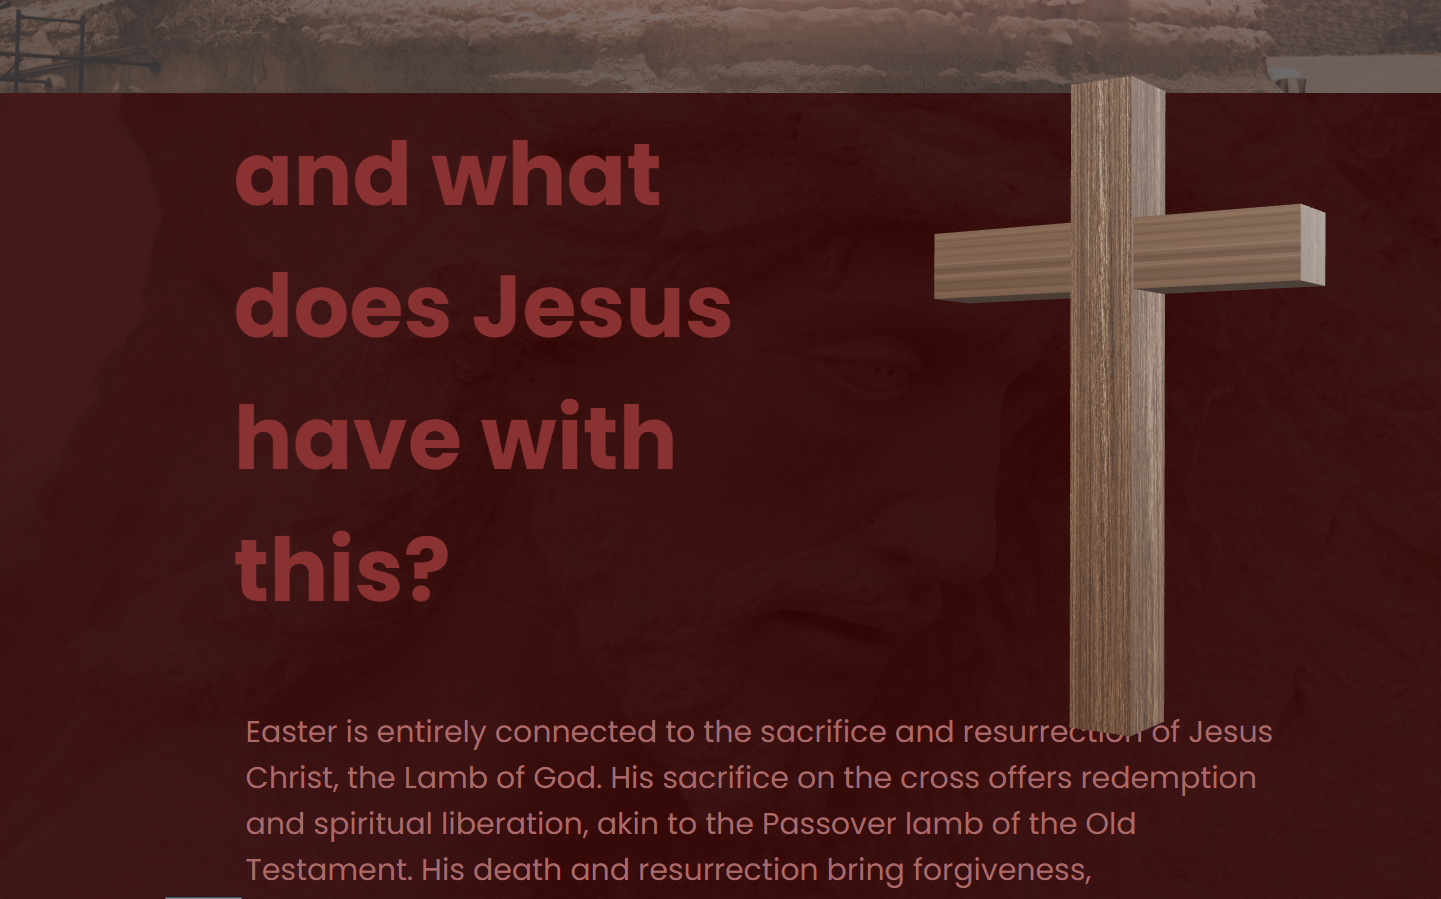 and what
does Jesus
have with
this?
Easter is entirely connected to the sacrifice and resurrection of Jesus
Christ, the Lamb of God. His sacrifice on the cross offers redemption
and spiritual liberation, akin to the Passover lamb of the Old
Testament. His death and resurrection bring forgiveness,